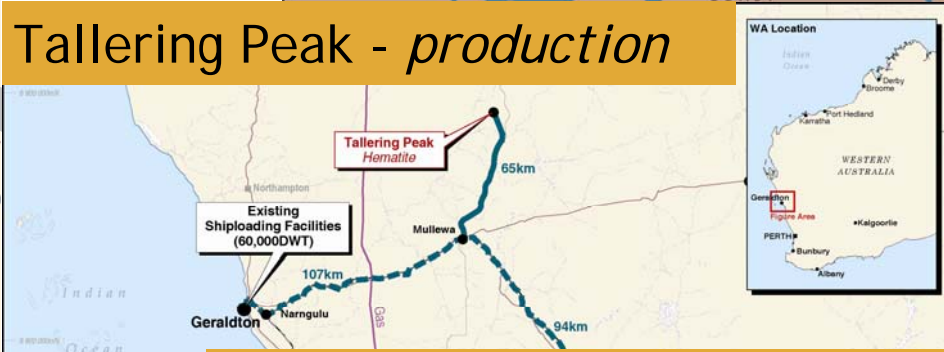 Tallering Peak - production
WA Location
Indian
Ocean
Derby
Broome
Port Hedland
Karratha
WESTERN
AUSTRALIA
Geraldton
Figure Area
Kalgoorlie
PERTH
Bunbury
Albany
Tallering Peak
Hematite
65km
Northampton
Existing
Shiploading Facilities
(60,000DWT)
Mullewa
107km
Indian
Ocean
Geraldton
Narngulu
Gas
94km